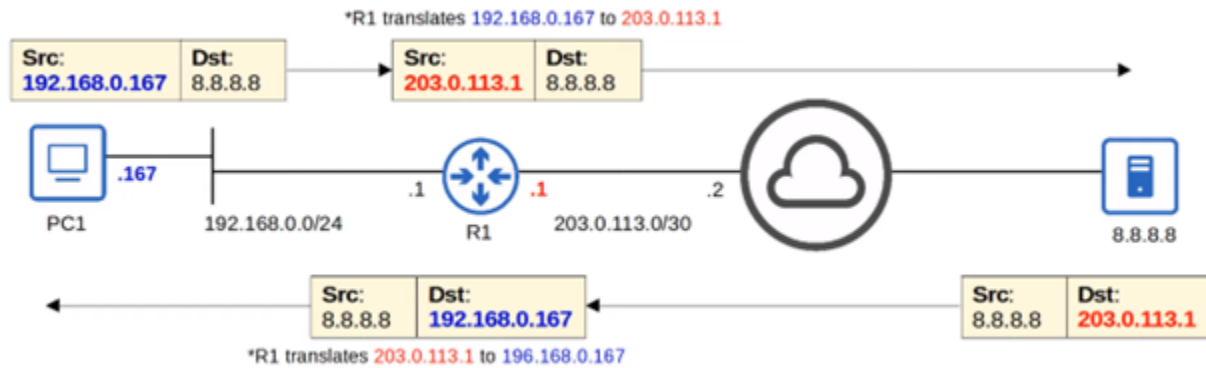 *R1 translates 192.168.0.167 to 203.0.113.1
Src: Dst:
192.168.0.167 8.8.8.8
Src: Dst:
203.0.113.1 8.8.8.8
.167
.1
.1
.2
PC1
192.168.0.0/24
R1
203.0.113.0/30
8.8.8.8
Src: Dst:
8.8.8.8 192.168.0.167
Src: Dst:
8.8.8.8 203.0.113.1
*R1 translates 203.0.113.1 to 196.168.0.167